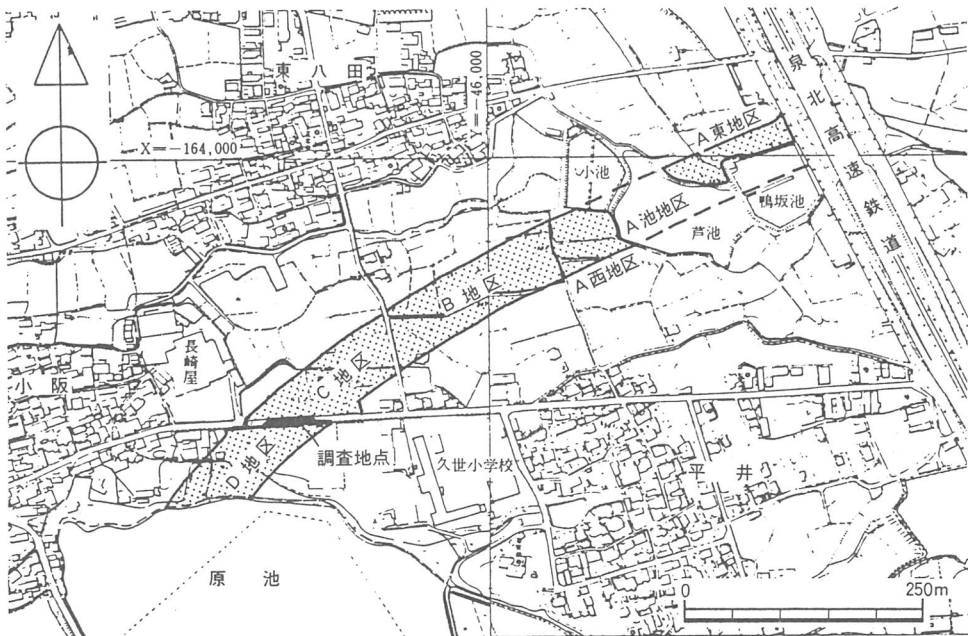 東八田
Y=-46,000
X=-164,000
泉北高速鉄道
A東地区
小池
A池地区
鴨坂池
芦池
A西地区
B地区
長崎屋
小阪
C地区
D地区
調査地点
久世小学校
平井
原池
0
250m